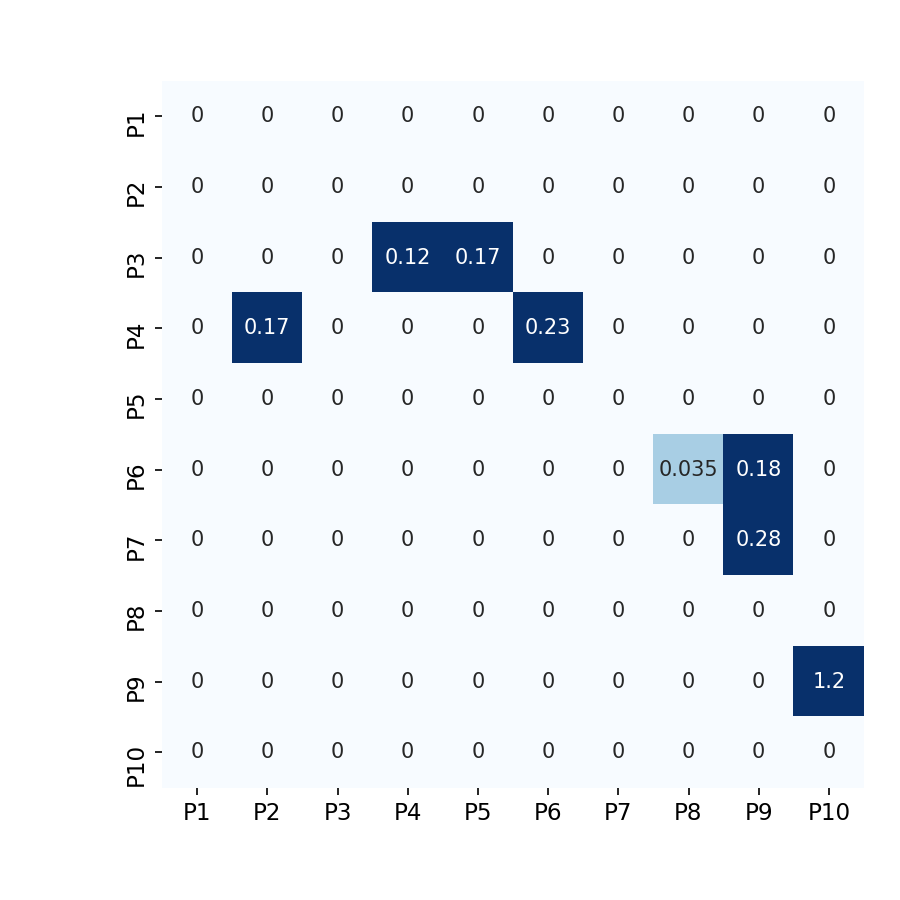 P1 0 0 0 0 0 0 0 0 0 0
P2 0 0 0 0 0 0 0 0 0 0
P3 0 0 0 0.12 0.17 0 0 0 0 0
P4 0 0.17 0 0 0 0.23 0 0 0 0
P5 0 0 0 0 0 0 0 0 0 0
P6 0 0 0 0 0 0 0 0.035 0.18 0
P7 0 0 0 0 0 0 0 0 0.28 0
P8 0 0 0 0 0 0 0 0 0 0
P9 0 0 0 0 0 0 0 0 0 1.2
P10 0 0 0 0 0 0 0 0 0 0
P1 P2 P3 P4 P5 P6 P7 P8 P9 P10